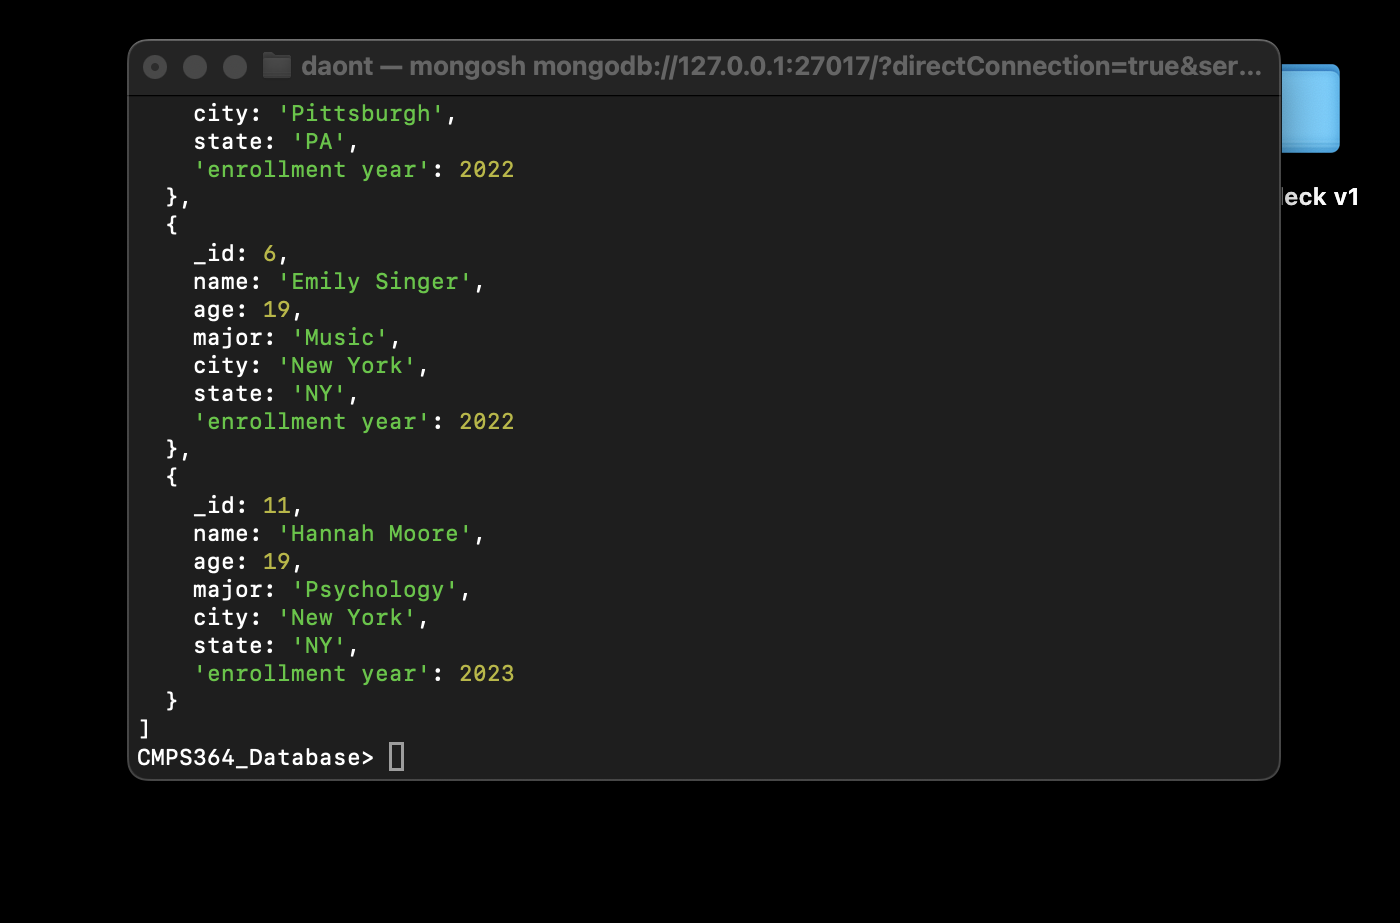 daont — mongosh mongodb://127.0.0.1:27017/?directConnection=true&ser...
city: 'Pittsburgh',
state: 'PA',
'enrollment year': 2022
},
{
_id: 6,
name: 'Emily Singer',
age: 19,
major: 'Music',
city: 'New York',
state: 'NY',
'enrollment year': 2022
},
{
_id: 11,
name: 'Hannah Moore',
age: 19,
major: 'Psychology',
city: 'New York',
state: 'NY',
'enrollment year': 2023
}
]
CMPS364_Database>
v1